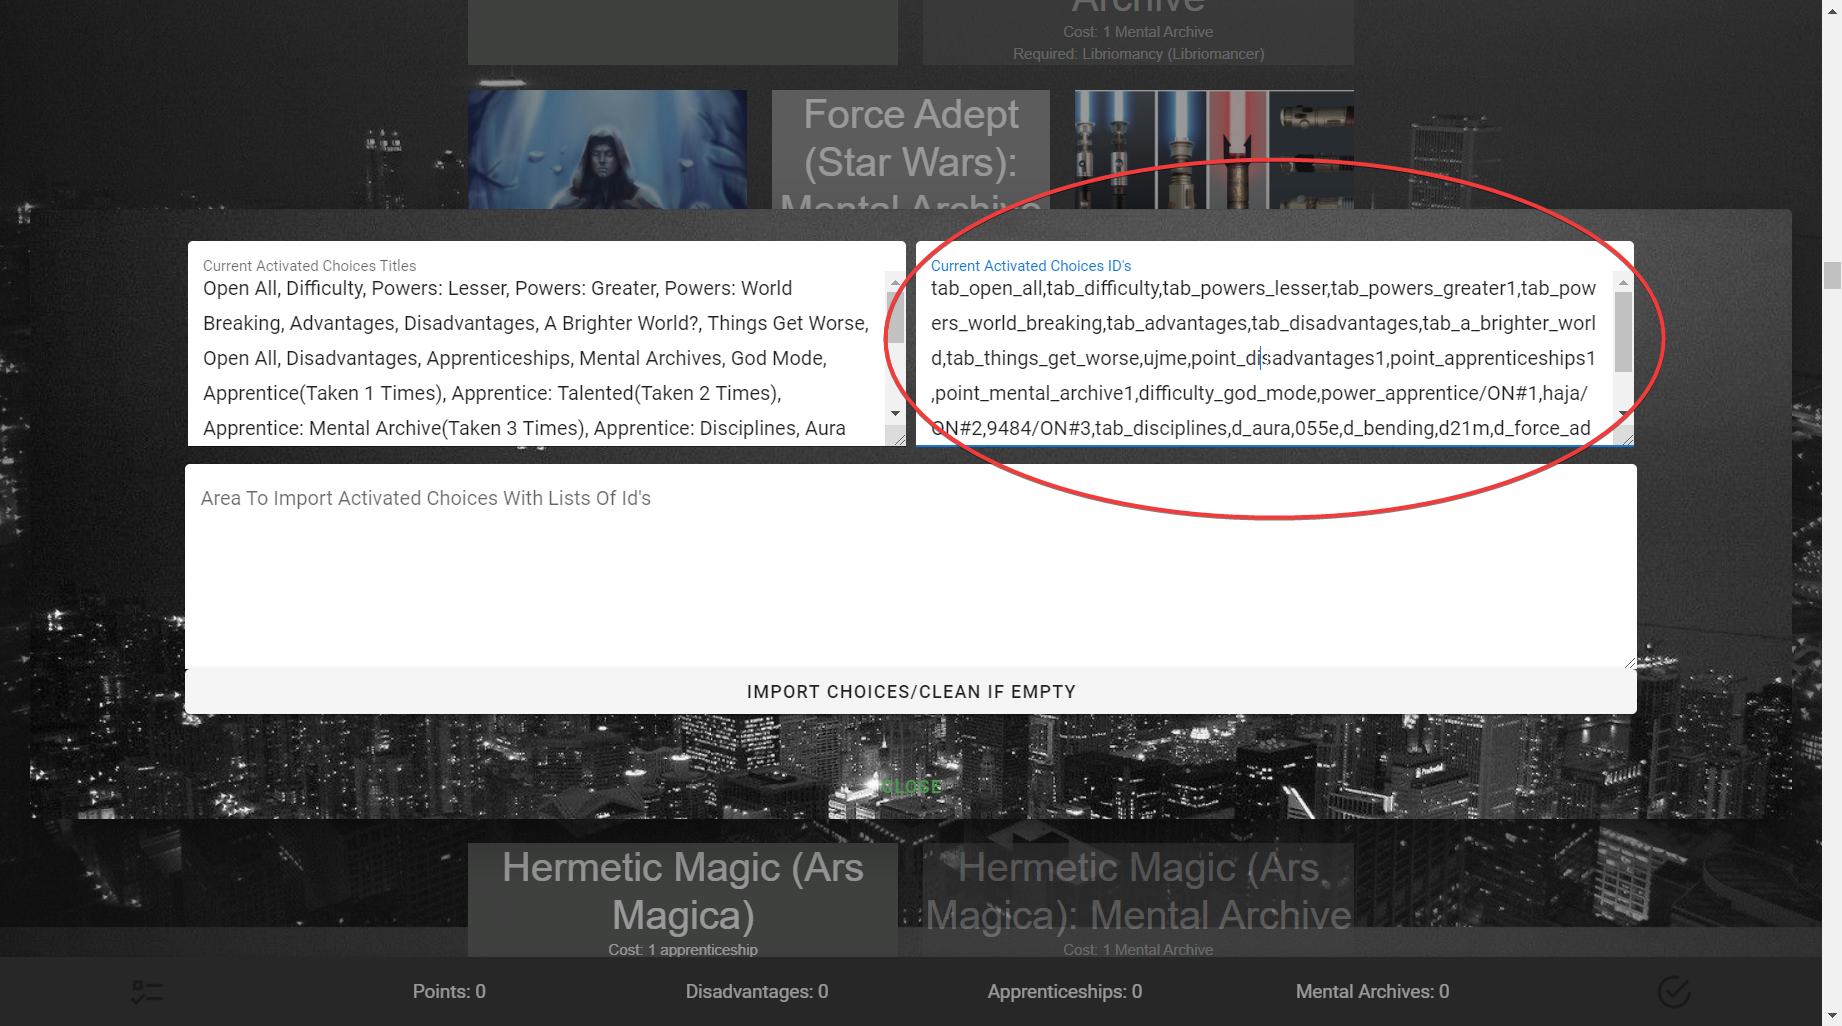 Archive
Cost: 1 Mental Archive
Required: Libriomancy (Libriomancer)
Force Adept
(Star Wars):
Mental Archive
Current Activated Choices Titles
Open All, Difficulty, Powers: Lesser, Powers: Greater, Powers: World
Breaking, Advantages, Disadvantages, A Brighter World?, Things Get Worse,
Open All, Disadvantages, Apprenticeships, Mental Archives, God Mode,
Apprentice(Taken 1 Times), Apprentice: Talented(Taken 2 Times),
Apprentice: Mental Archive(Taken 3 Times), Apprentice: Disciplines, Aura
Current Activated Choices ID's
tab_open_all,tab_difficulty,tab_powers_lesser,tab_powers_greater1,tab_pow
ers_world_breaking,tab_advantages,tab_disadvantages,tab_a_brighter_worl
d,tab_things_get_worse,ujme,point_disadvantages1,point_apprenticeships1
,point_mental_archive1,difficulty_god_mode,power_apprentice/ON#1,haja/
ON#2,9484/ON#3,tab_disciplines,d_aura,055e,d_bending,d21m,d_force_ad
Area To Import Activated Choices With Lists Of Id's
IMPORT CHOICES/CLEAN IF EMPTY
CLOSE
Hermetic Magic (Ars
Magica)
Cost: 1 apprenticeship
Hermetic Magic (Ars
Magica): Mental Archive
Cost: 1 Mental Archive
Points: 0
Disadvantages: 0
Apprenticeships: 0
Mental Archives: 0